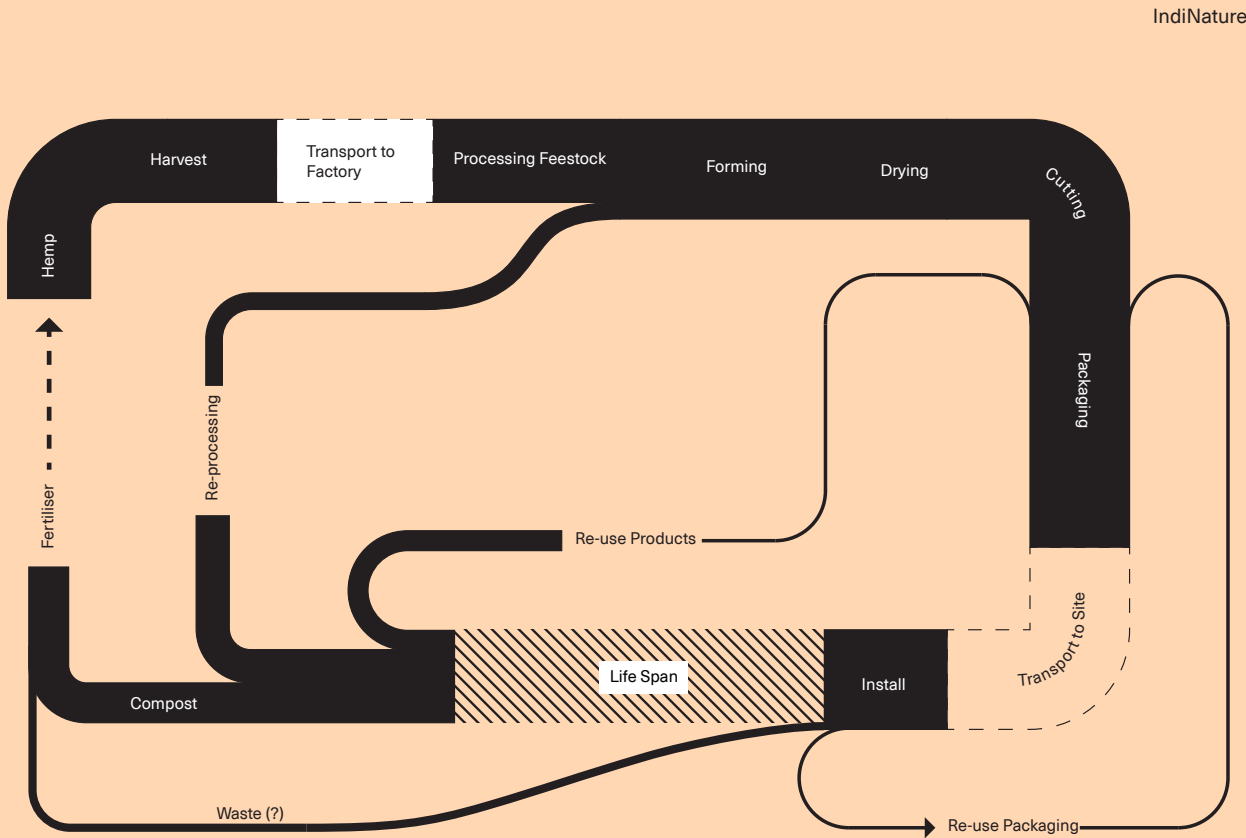 IndiNature
Harvest
Transport to
Factory
Processing Feestock
Forming
Drying
Cutting
Hemp
Packaging
Re-processing
Fertiliser
Re-use Products
Transport to Site
Life Span
Install
Compost
Waste (?)
Re-use Packaging